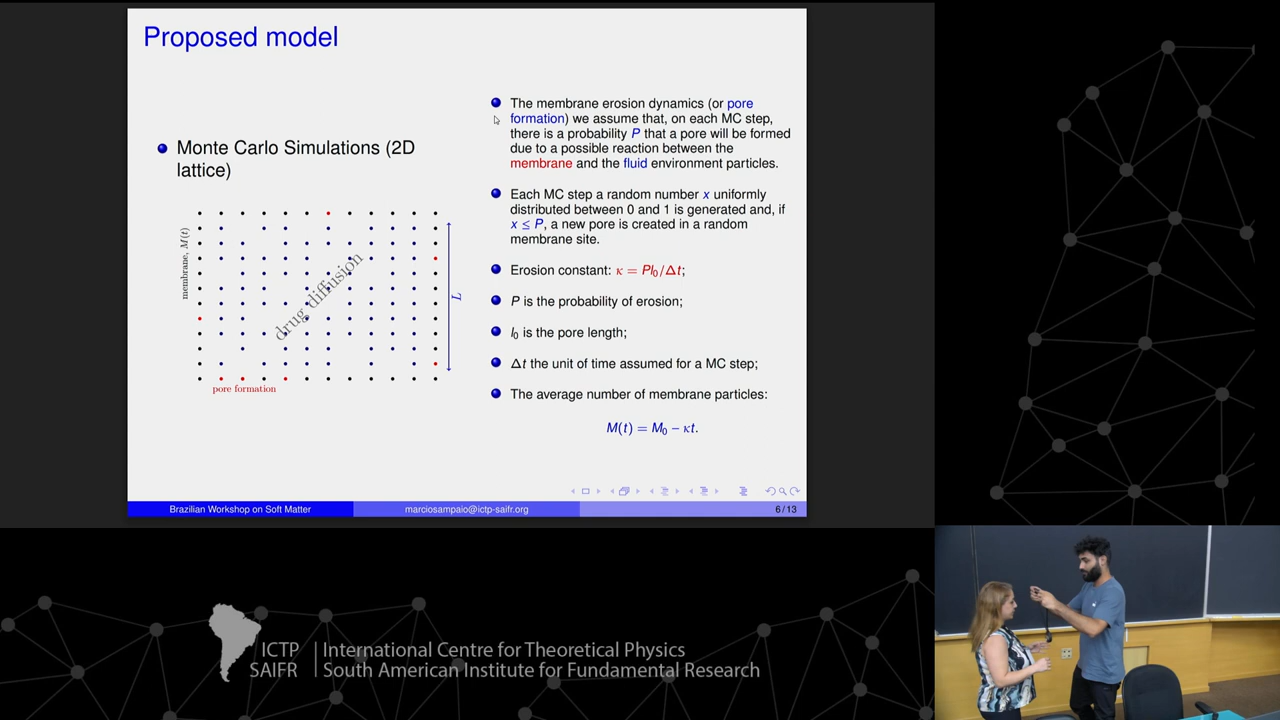 Proposed model
Monte Carlo Simulations (2D
lattice)
membrane, M(t)
drug diffusion
L
pore formation
The membrane erosion dynamics (or pore
formation) we assume that, on each MC step,
there is a probability P that a pore will be formed
due to a possible reaction between the
membrane and the fluid environment particles.
Each MC step a random number x uniformly
distributed between 0 and 1 is generated and, if
x ≤ P, a new pore is created in a random
membrane site.
Erosion constant: κ = Pl₀/Δt;
P is the probability of erosion;
l₀ is the pore length;
Δt the unit of time assumed for a MC step;
The average number of membrane particles:
M(t) = M₀ − κt.
Brazilian Workshop on Soft Matter
marciosampaio@ictp-saifr.org
6 / 13
ICTP
SAIFR
International Centre for Theoretical Physics
South American Institute for Fundamental Research